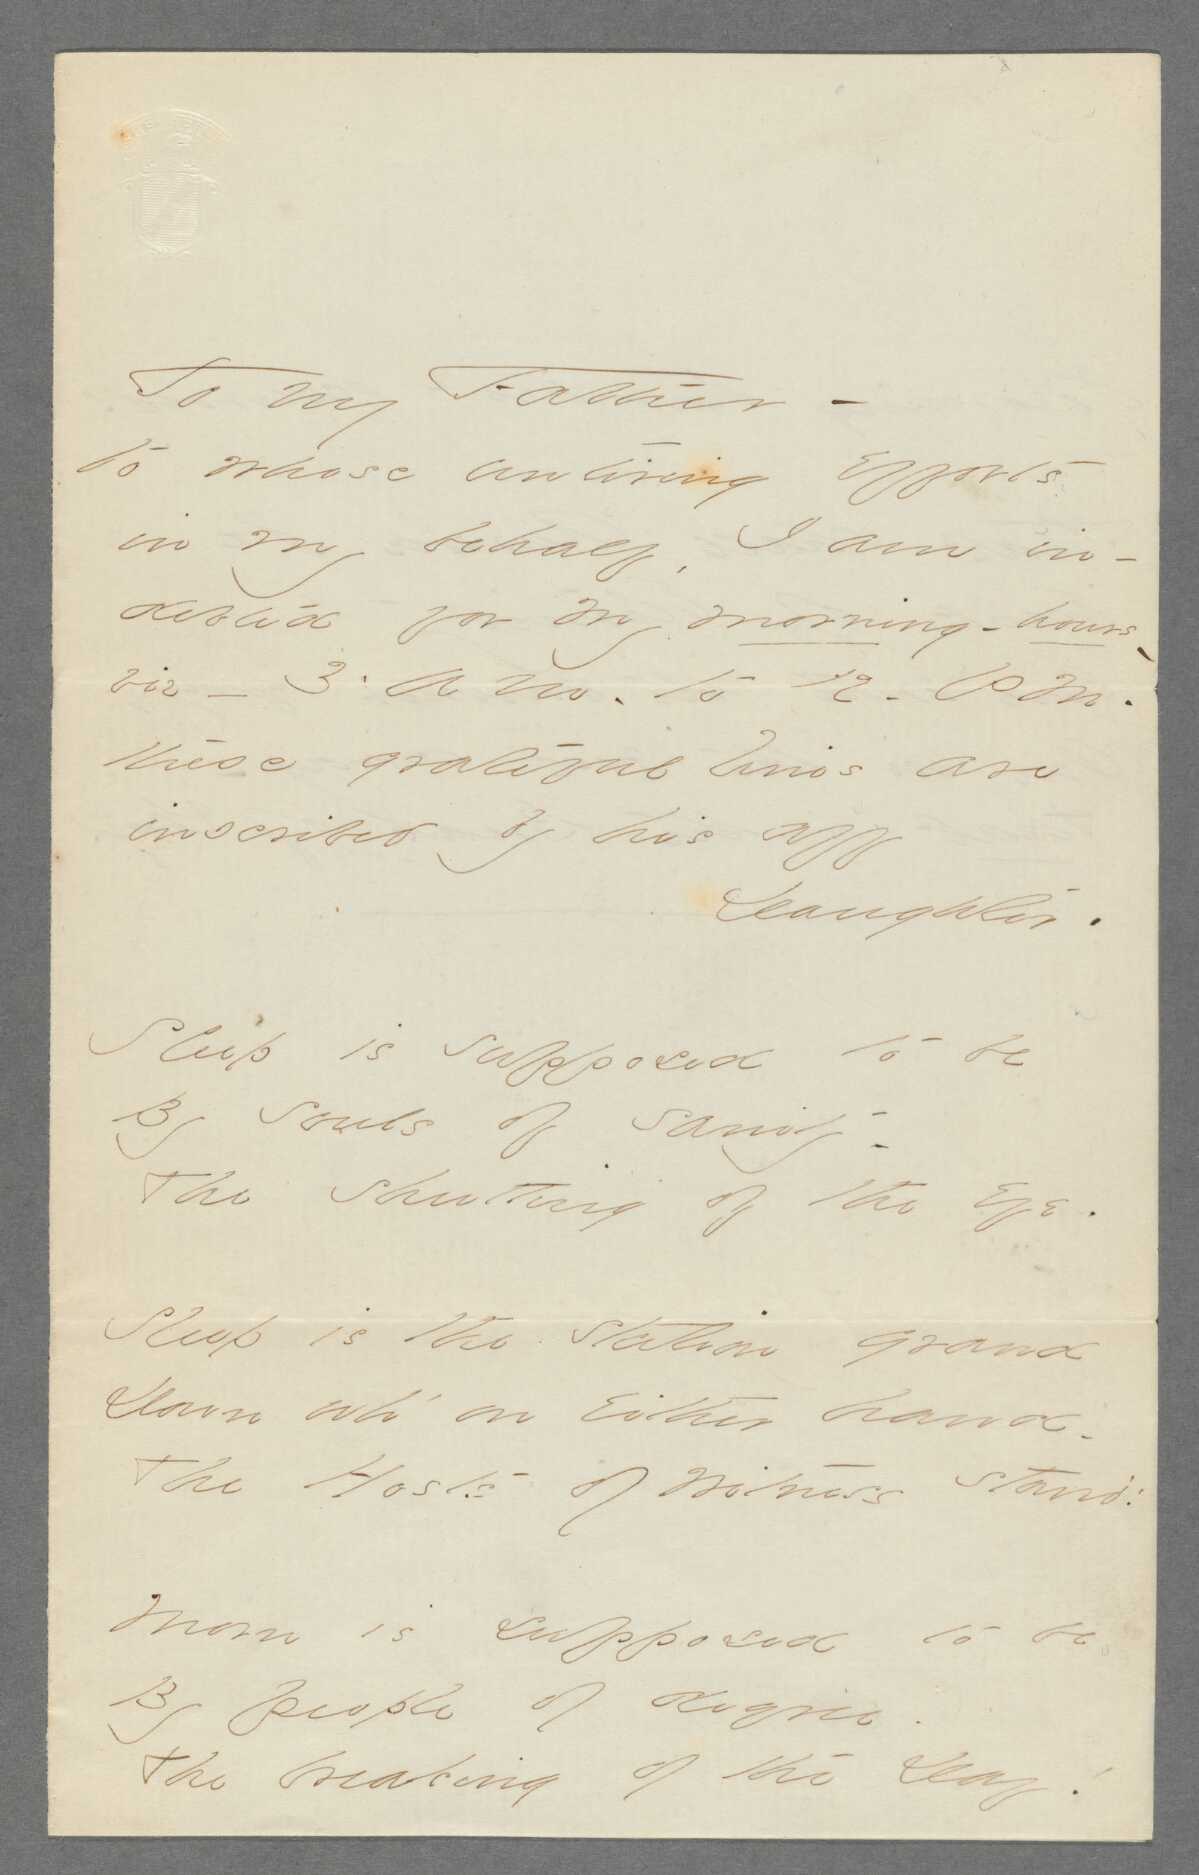 To my Father -
to whose untiring efforts
in my behalf, I am in-
debted for my morning - hours,
viz - 3. A M. to 12 - P M.
these grateful lines are
inscribed by his aff
Daughter.
Sleep is supposed to be
By souls of sanity -
The shutting of the Eye.
Sleep is the station grand
Down wh' on Either hand -
The Hosts of Witness stand!
Morn is supposed to be
By people of degree.
The breaking of the Day!